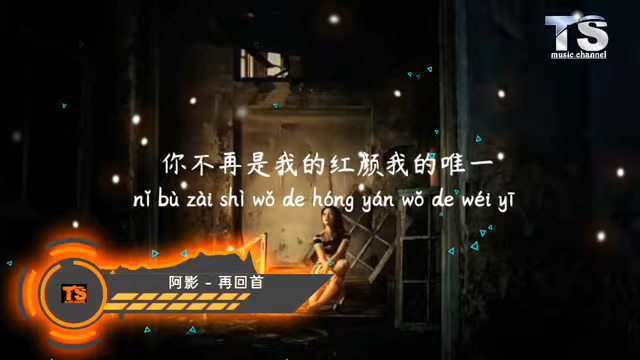 TS
music channel
你不再是我的红颜我的唯一
nǐ bù zài shì wǒ de hóng yán wǒ de wéi yī
阿影 - 再回首
TS